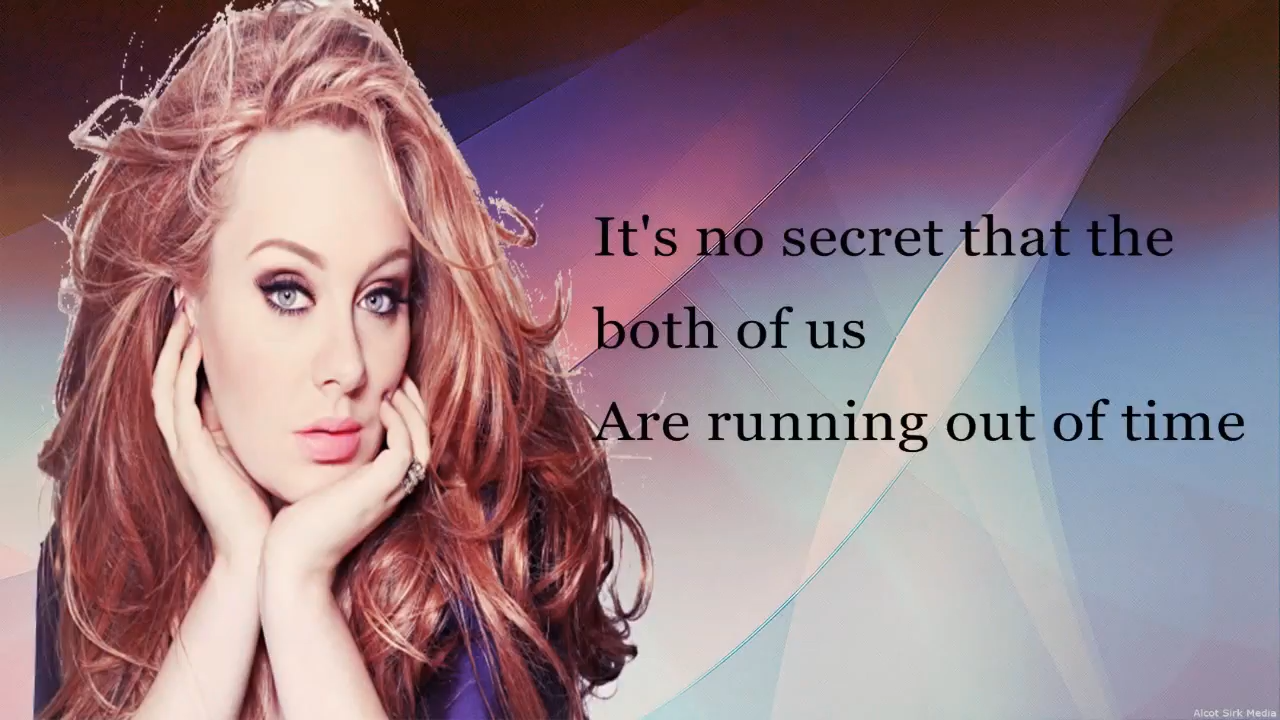 It's no secret that the
both of us
Are running out of time
Alcot Sirk Media